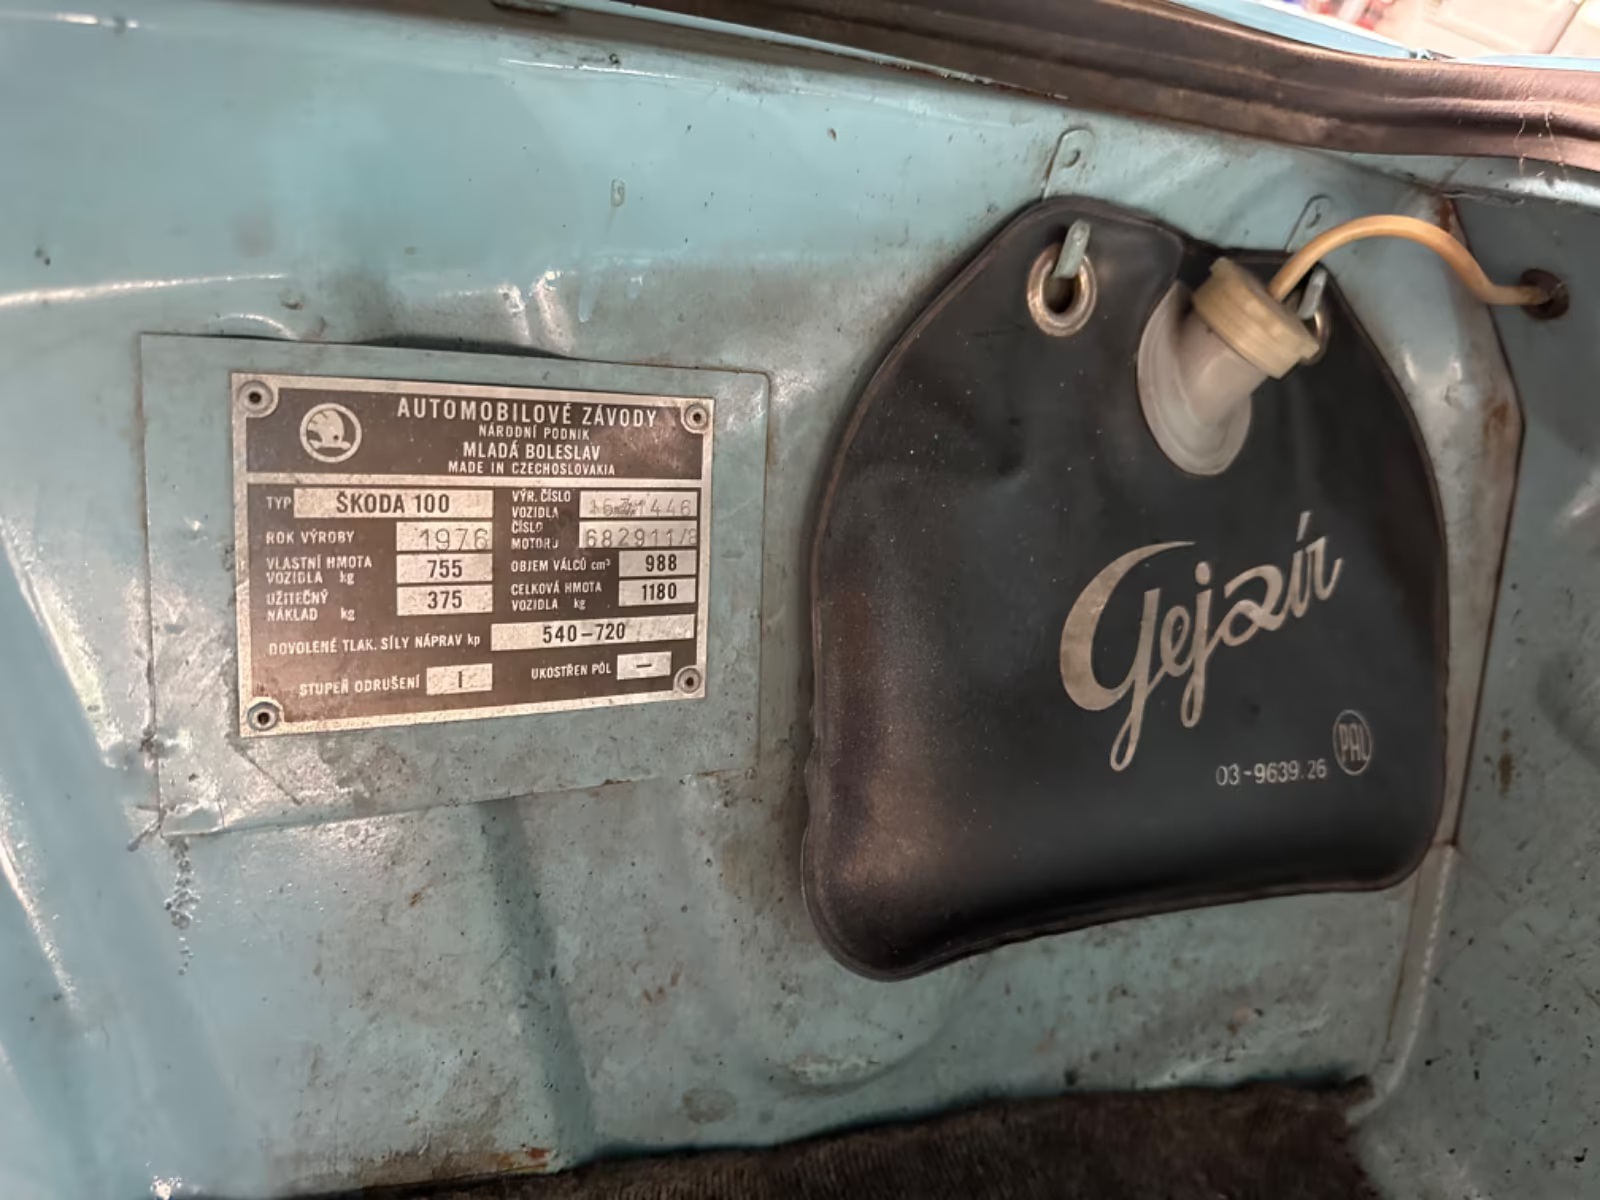 AUTOMOBILOVÉ ZÁVODY
NÁRODNÍ PODNIK
MLADÁ BOLESLAV
MADE IN CZECHOSLOVAKIA
TYP ŠKODA 100
ROK VÝROBY 1976
VLASTNÍ HMOTA
VOZIDLA kg 755
UŽITEČNÝ
NÁKLAD kg 375
VÝR. ČÍSLO
VOZIDLA
ČÍSLO
MOTORU
OBJEM VÁLCŮ cm³ 988
CELKOVÁ HMOTA
VOZIDLA kg 1180
DOVOLENÉ TLAK. SÍLY NÁPRAV kp 540-720
STUPEŇ ODRUŠENÍ I UKOSTŘEN PÓL –
Gejzír
03-9639.26 PAL